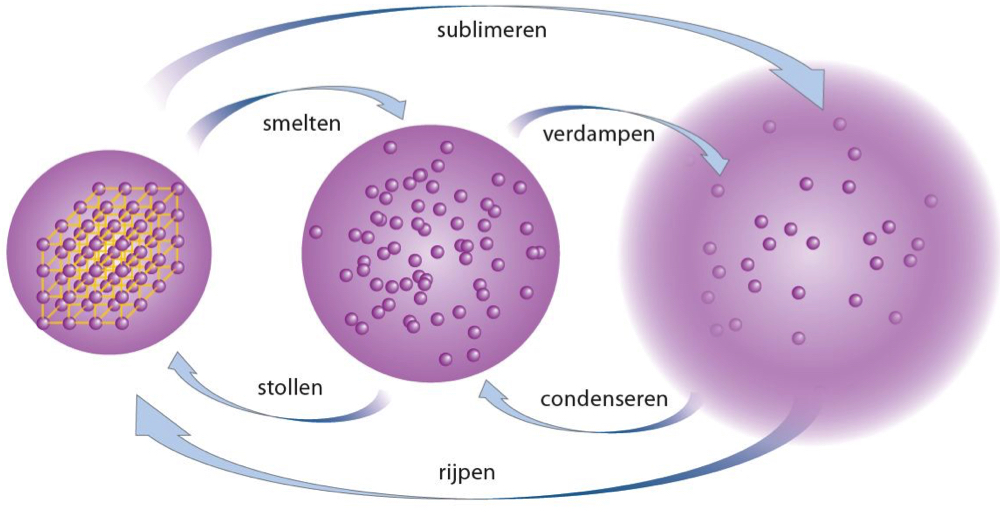 sublimeren
smelten
verdampen
stollen
condenseren
rijpen